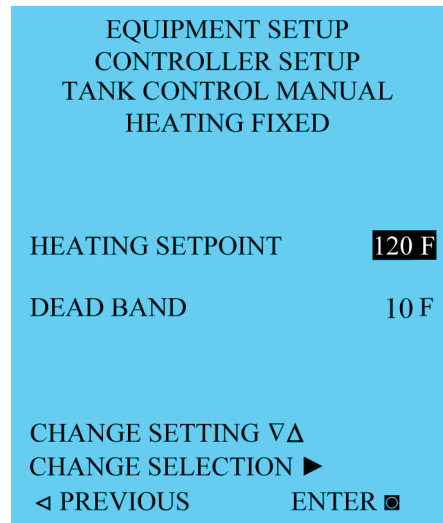 EQUIPMENT SETUP
CONTROLLER SETUP
TANK CONTROL MANUAL
HEATING FIXED
HEATING SETPOINT 120 F
DEAD BAND 10 F
CHANGE SETTING ∇Δ
CHANGE SELECTION ►
⊲ PREVIOUS ENTER ◘